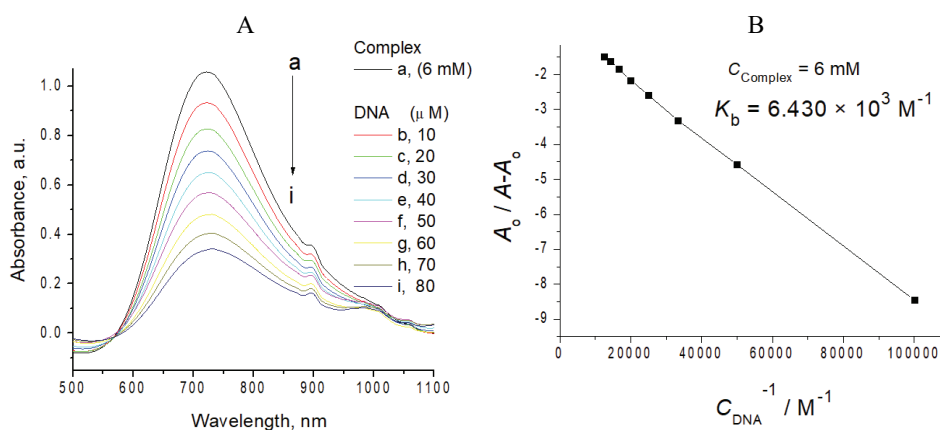 A
Complex
a, (6 mM)
DNA (μ M)
b, 10
c, 20
d, 30
e, 40
f, 50
g, 60
h, 70
i, 80
a
i
1.0
0.8
0.6
0.4
0.2
0.0
Absorbance, a.u.
500 600 700 800 900 1000 1100
Wavelength, nm
B
C_Complex = 6 mM
K_b = 6.430 × 10³ M⁻¹
-2
-3
-4
-5
-6
-7
-8
-9
A_o / A-A_o
0 20000 40000 60000 80000 100000
C_DNA⁻¹ / M⁻¹